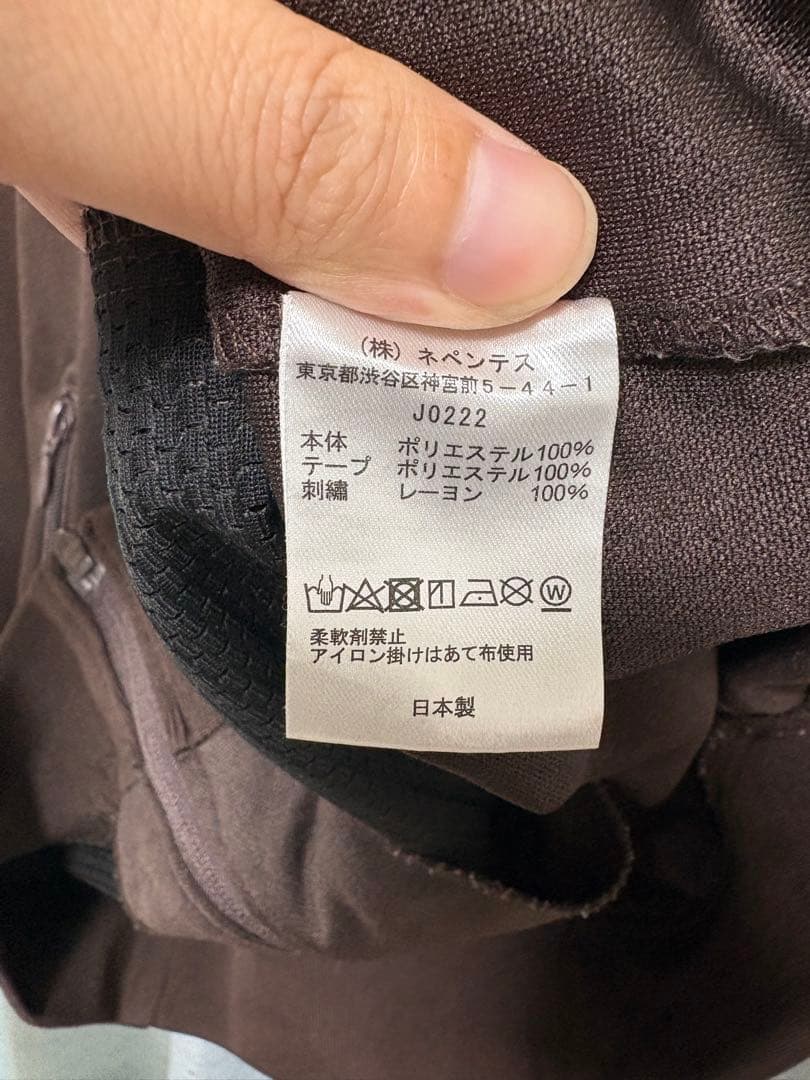 （株）ネペンテス
東京都渋谷区神宮前5－44－1
J0222
本体 ポリエステル100%
テープ ポリエステル100%
刺繍 レーヨン 100%
W
柔軟剤禁止
アイロン掛けはあて布使用
日本製